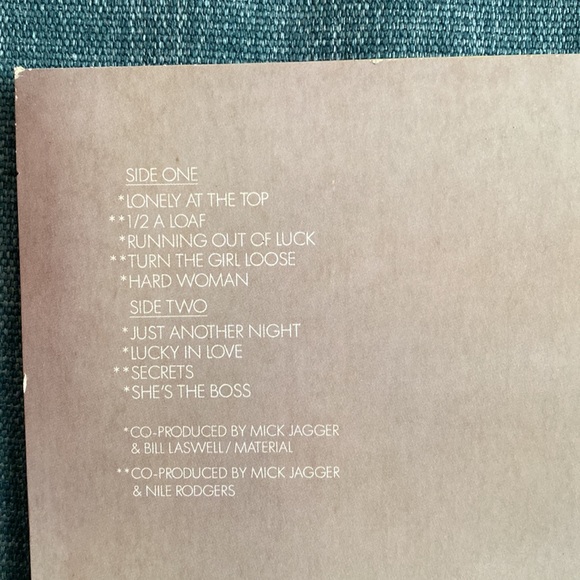 SIDE ONE
*LONELY AT THE TOP
**1/2 A LOAF
*RUNNING OUT OF LUCK
**TURN THE GIRL LOOSE
*HARD WOMAN
SIDE TWO
*JUST ANOTHER NIGHT
*LUCKY IN LOVE
**SECRETS
*SHE'S THE BOSS
*CO-PRODUCED BY MICK JAGGER
& BILL LASWELL/MATERIAL
**CO-PRODUCED BY MICK JAGGER
& NILE RODGERS